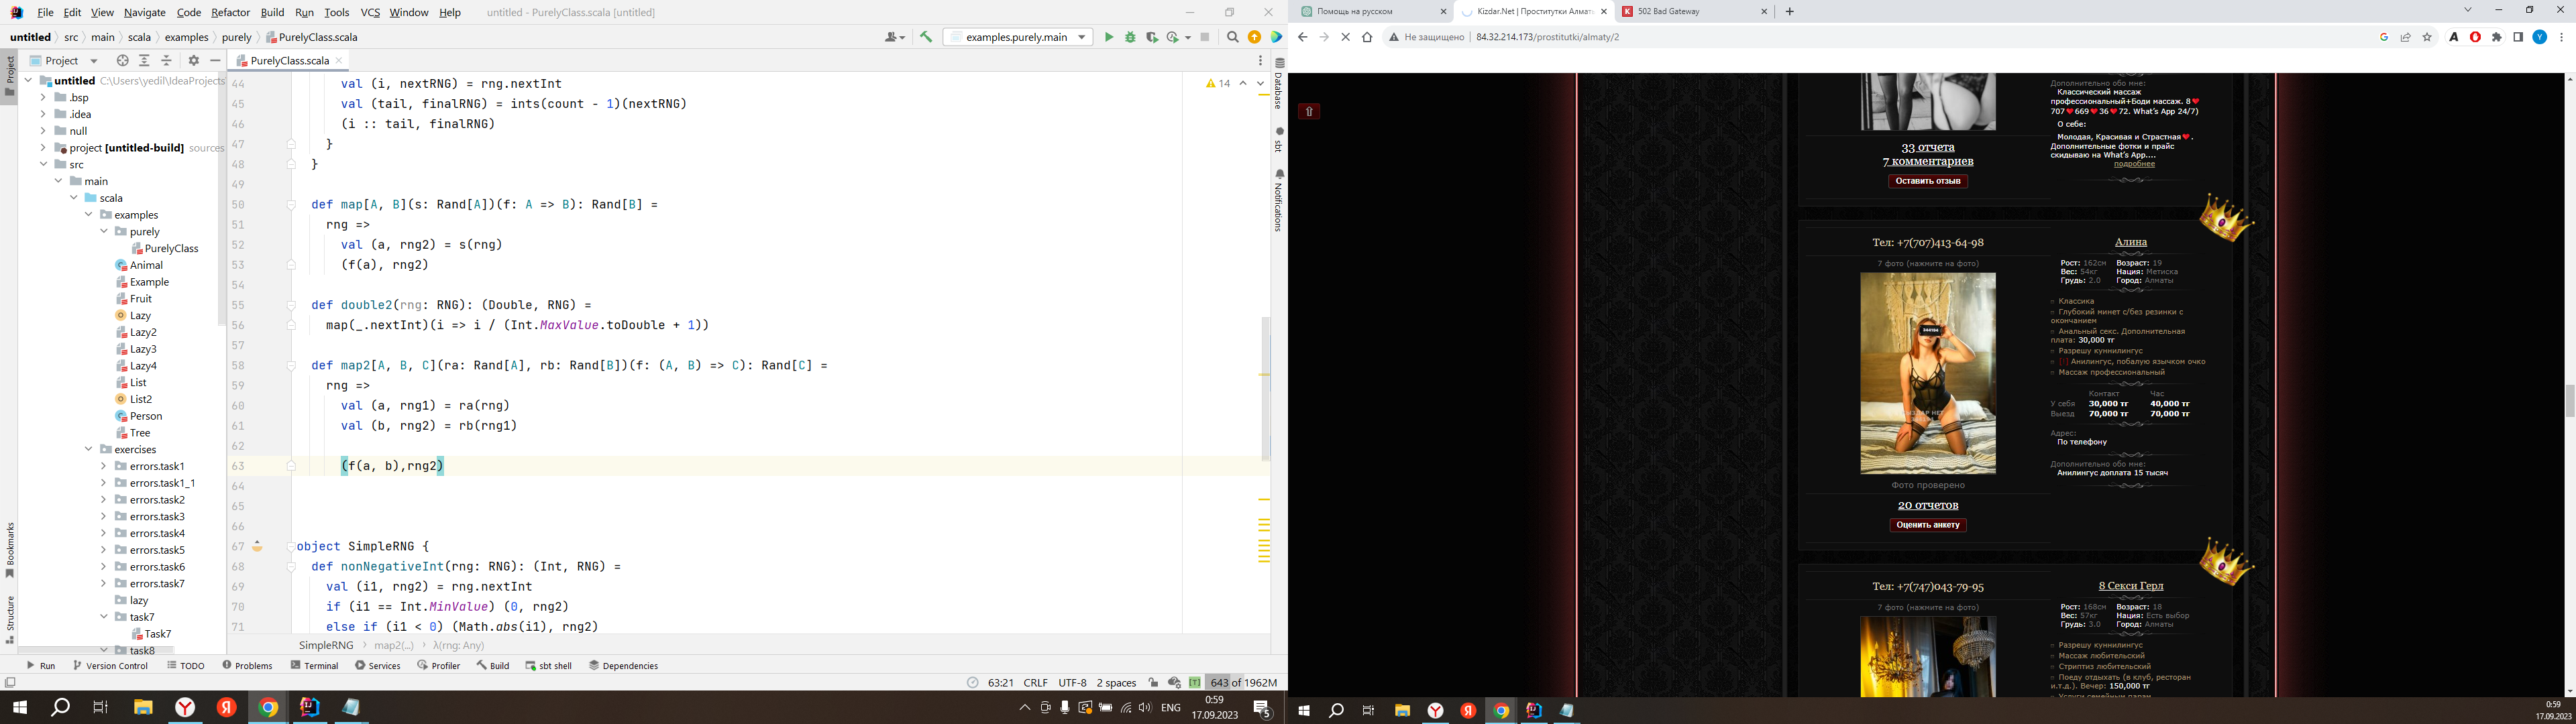 File Edit View Navigate Code Refactor Build Run Tools VCS Window Help untitled - PurelyClass.scala [untitled]
untitled src main scala examples purely PurelyClass.scala
examples.purely.main
Project
PurelyClass.scala
Project
untitled C:\Users\yedil\IdeaProjects
.bsp
.idea
null
project [untitled-build] sources
src
main
scala
examples
purely
PurelyClass
Animal
Example
Fruit
Lazy
Lazy2
Lazy3
Lazy4
List
List2
Person
Tree
exercises
errors.task1
errors.task1_1
errors.task2
errors.task3
errors.task4
errors.task5
errors.task6
errors.task7
lazy
task7
Task7
task8
Bookmarks
Structure
14
44 val (i, nextRNG) = rng.nextInt
45 val (tail, finalRNG) = ints(count - 1)(nextRNG)
46 (i :: tail, finalRNG)
47 }
48 }
49
50 def map[A, B](s: Rand[A])(f: A => B): Rand[B] =
51 rng =>
52 val (a, rng2) = s(rng)
53 (f(a), rng2)
54
55 def double2(rng: RNG): (Double, RNG) =
56 map(_.nextInt)(i => i / (Int.MaxValue.toDouble + 1))
57
58 def map2[A, B, C](ra: Rand[A], rb: Rand[B])(f: (A, B) => C): Rand[C] =
59 rng =>
60 val (a, rng1) = ra(rng)
61 val (b, rng2) = rb(rng1)
62
63 (f(a, b),rng2)
64
65
66
67 object SimpleRNG {
68 def nonNegativeInt(rng: RNG): (Int, RNG) =
69 val (i1, rng2) = rng.nextInt
70 if (i1 == Int.MinValue) (0, rng2)
71 else if (i1 < 0) (Math.abs(i1), rng2)
SimpleRNG map2(...) λ(rng: Any)
Database
sbt
Notifications
Run Version Control TODO Problems Terminal Services Profiler Build sbt shell Dependencies
63:21 CRLF UTF-8 2 spaces 643 of 1962M
ENG
0:59
17.09.2023
5
Помощь на русском
Kizdar.Net | Проститутки Алмат
502 Bad Gateway
Не защищено 84.32.214.173/prostitutki/almaty/2
Дополнительно обо мне:
Классический массаж
профессиональный+Боди массаж. 8❤
707❤669❤36❤72. What's App 24/7)
О себе:
Молодая, Красивая и Страстная❤.
Дополнительные фотки и прайс
скидываю на What's App....
подробнее
33 отчета
7 комментариев
Оставить отзыв
Тел: +7(707)413-64-98
7 фото (нажмите на фото)
Фото проверено
20 отчетов
Оценить анкету
Алина
Рост: 162см Возраст: 19
Вес: 54кг Нация: Метиска
Грудь: 2.0 Город: Алматы
Классика
Глубокий минет с/без резинки с
окончанием
Анальный секс. Дополнительная
плата: 30,000 тг
Разрешу куннилингус
[!] Анилингус, побалую язычком очко
Массаж профессиональный
Контакт Час
У себя 30,000 тг 40,000 тг
Выезд 70,000 тг 70,000 тг
Адрес:
По телефону
Дополнительно обо мне:
Анилингус доплата 15 тысяч
Тел: +7(747)043-79-95
7 фото (нажмите на фото)
8 Секси Герл
Рост: 168см Возраст: 18
Вес: 57кг Нация: Есть выбор
Грудь: 3.0 Город: Алматы
Разрешу куннилингус
Массаж любительский
Стриптиз любительский
Поеду отдыхать (в клуб, ресторан
и.т.д.). Вечер: 150,000 тг
0:59
17.09.2023